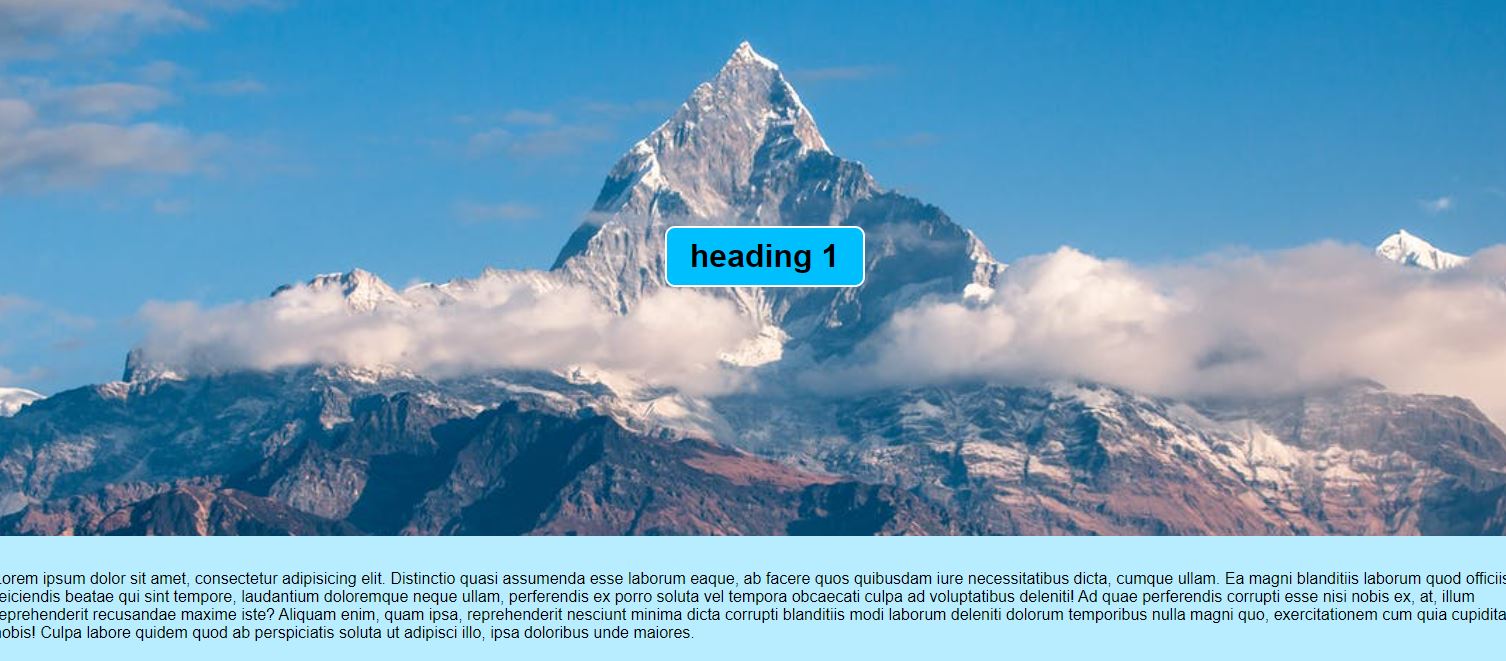 heading 1
orem ipsum dolor sit amet, consectetur adipisicing elit. Distinctio quasi assumenda esse laborum eaque, ab facere quos quibusdam iure necessitatibus dicta, cumque ullam. Ea magni blanditiis laborum quod officiis
eiciendis beatae qui sint tempore, laudantium doloremque neque ullam, perferendis ex porro soluta vel tempora obcaecati culpa ad voluptatibus deleniti! Ad quae perferendis corrupti esse nisi nobis ex, at, illum
reprehenderit recusandae maxime iste? Aliquam enim, quam ipsa, reprehenderit nesciunt minima dicta corrupti blanditiis modi laborum deleniti dolorum temporibus nulla magni quo, exercitationem cum quia cupidita
nobis! Culpa labore quidem quod ab perspiciatis soluta ut adipisci illo, ipsa doloribus unde maiores.